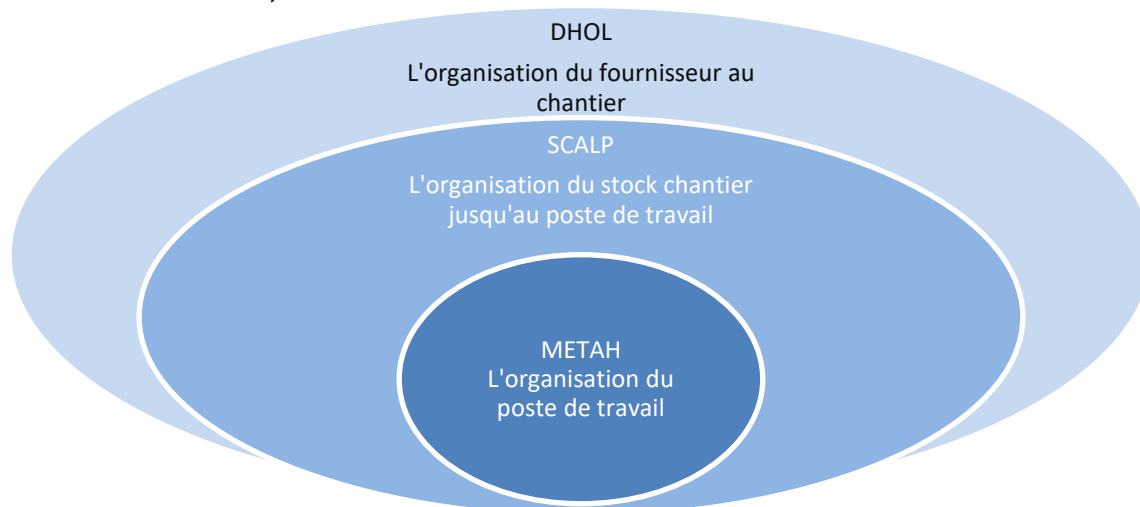 DHOL
L'organisation du fournisseur au
chantier
SCALP
L'organisation du stock chantier
jusqu'au poste de travail
METAH
L'organisation du
poste de travail